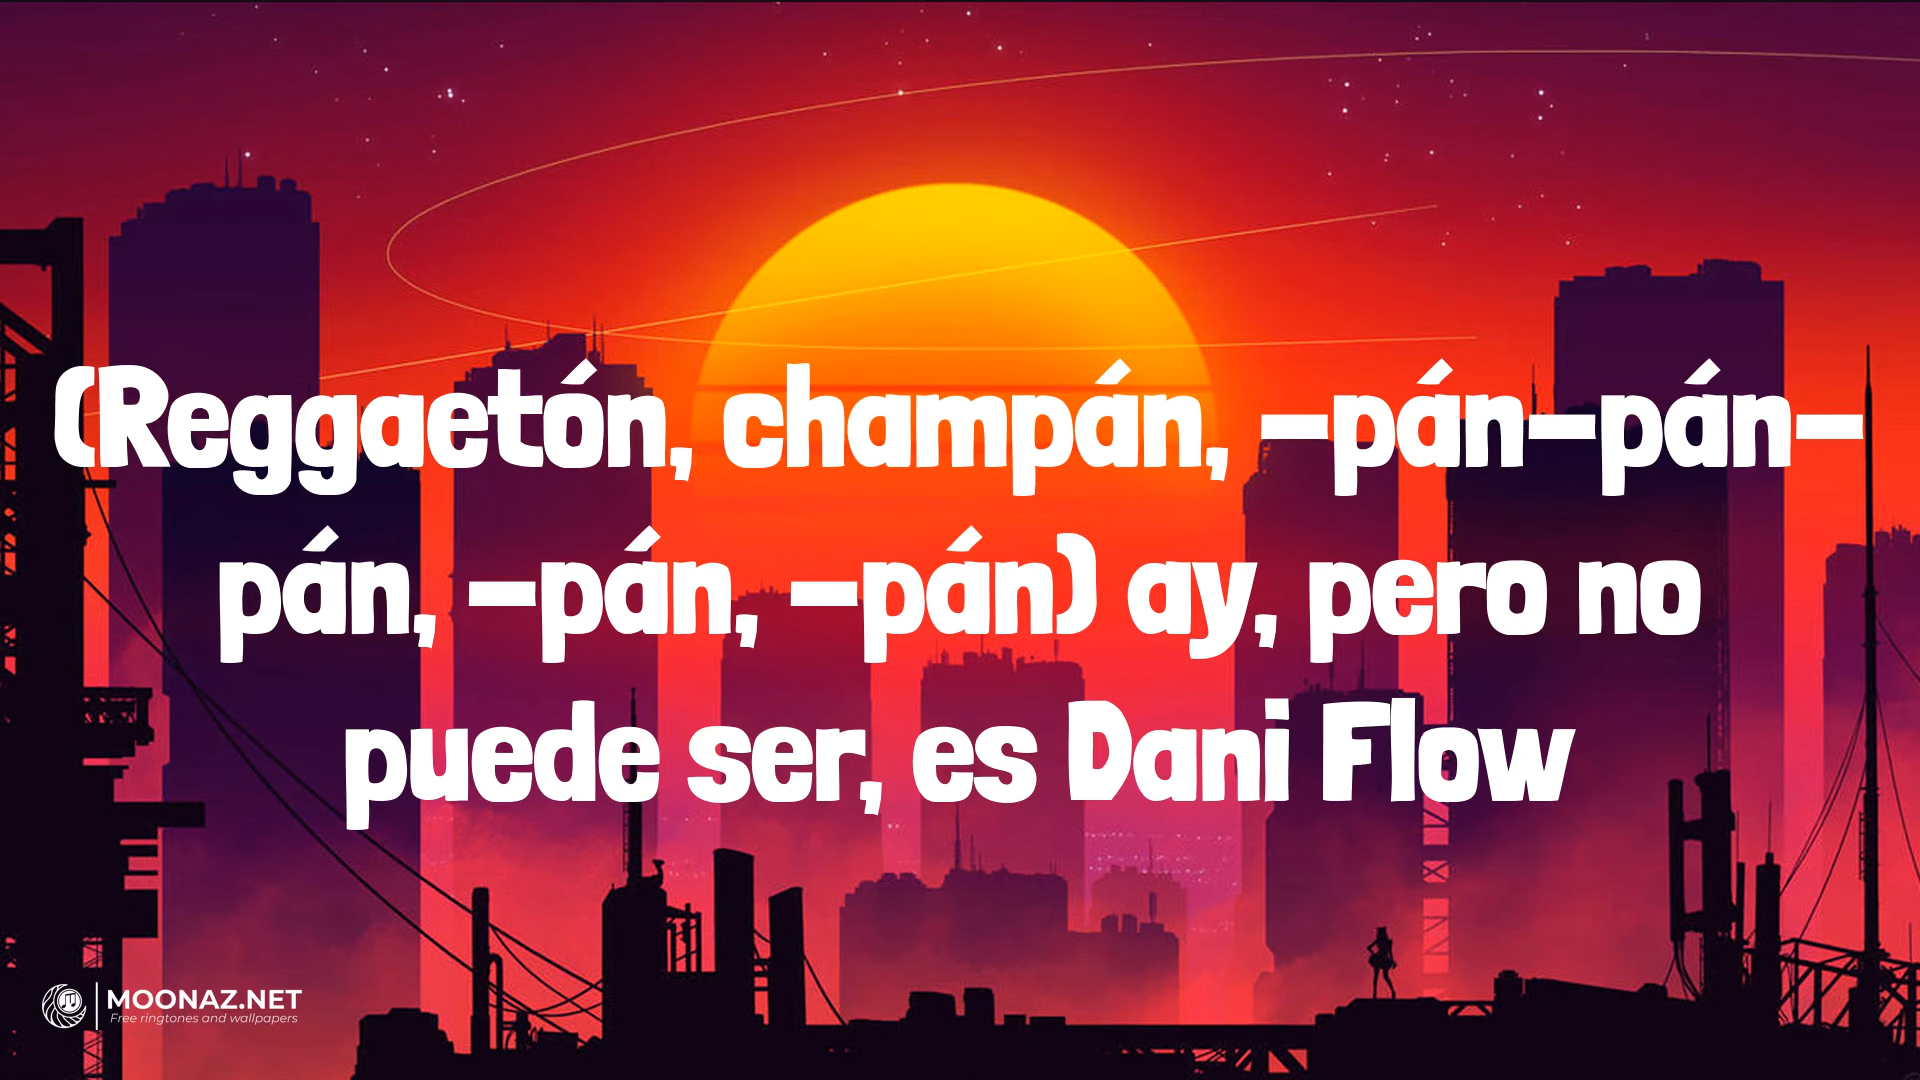 (Reggaetón, champán, -pán-pán-
pán, -pán, -pán) ay, pero no
puede ser, es Dani Flow
MOONAZ.NET
Free ringtones and wallpapers